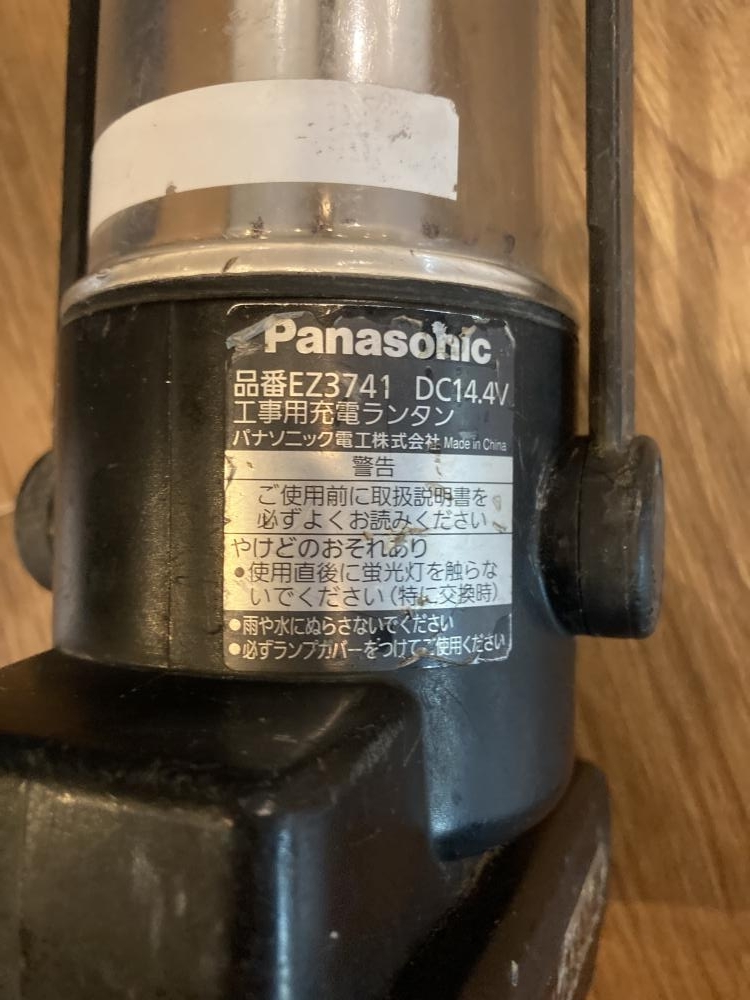 Panasonic
品番EZ3741 DC14.4V
工事用充電ランタン
パナソニック電工株式会社 Made in China
警告
ご使用前に取扱説明書を
必ずよくお読みください
やけどのおそれあり
•使用直後に蛍光灯を触らな
いでください(特に交換時)
•雨や水にぬらさないでください
•必ずランプカバーをつけてご使用ください